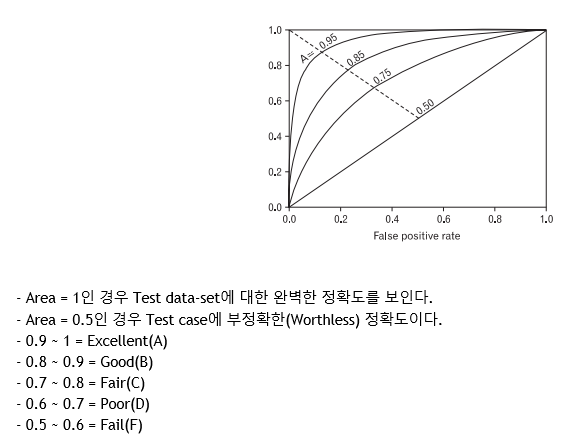 1.0
0.8
0.6
0.4
0.2
0.0
A= 0.95
0.85
0.75
0.50
0.0 0.2 0.4 0.6 0.8 1.0
False positive rate
- Area = 1인 경우 Test data-set에 대한 완벽한 정확도를 보인다.
- Area = 0.5인 경우 Test case에 부정확한(Worthless) 정확도이다.
- 0.9 ~ 1 = Excellent(A)
- 0.8 ~ 0.9 = Good(B)
- 0.7 ~ 0.8 = Fair(C)
- 0.6 ~ 0.7 = Poor(D)
- 0.5 ~ 0.6 = Fail(F)